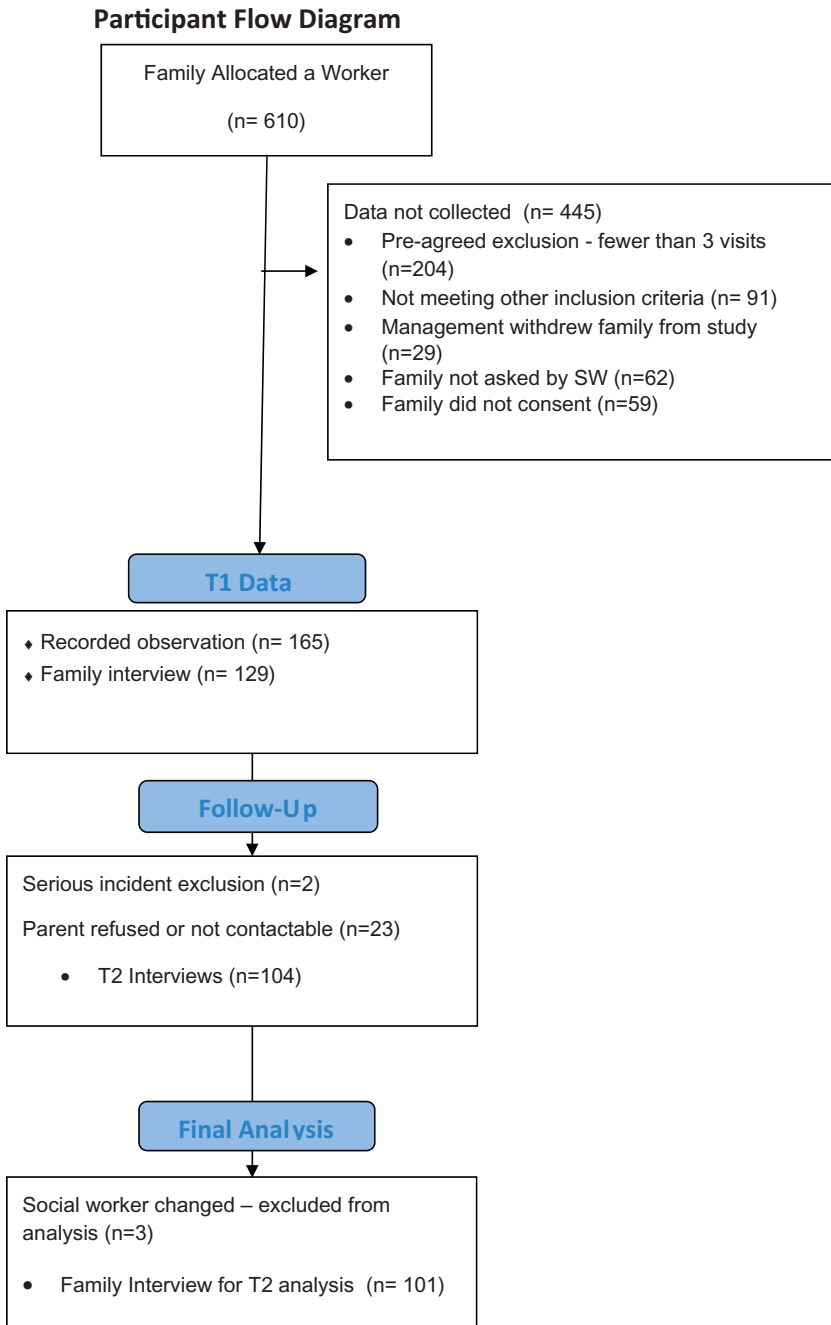 Participant Flow Diagram
Family Allocated a Worker
(n= 610)
Data not collected (n= 445)
• Pre-agreed exclusion - fewer than 3 visits
(n=204)
• Not meeting other inclusion criteria (n= 91)
• Management withdrew family from study
(n=29)
• Family not asked by SW (n=62)
• Family did not consent (n=59)
T1 Data
♦ Recorded observation (n= 165)
♦ Family interview (n= 129)
Follow-Up
Serious incident exclusion (n=2)
Parent refused or not contactable (n=23)
• T2 Interviews (n=104)
Final Analysis
Social worker changed – excluded from
analysis (n=3)
• Family Interview for T2 analysis (n= 101)